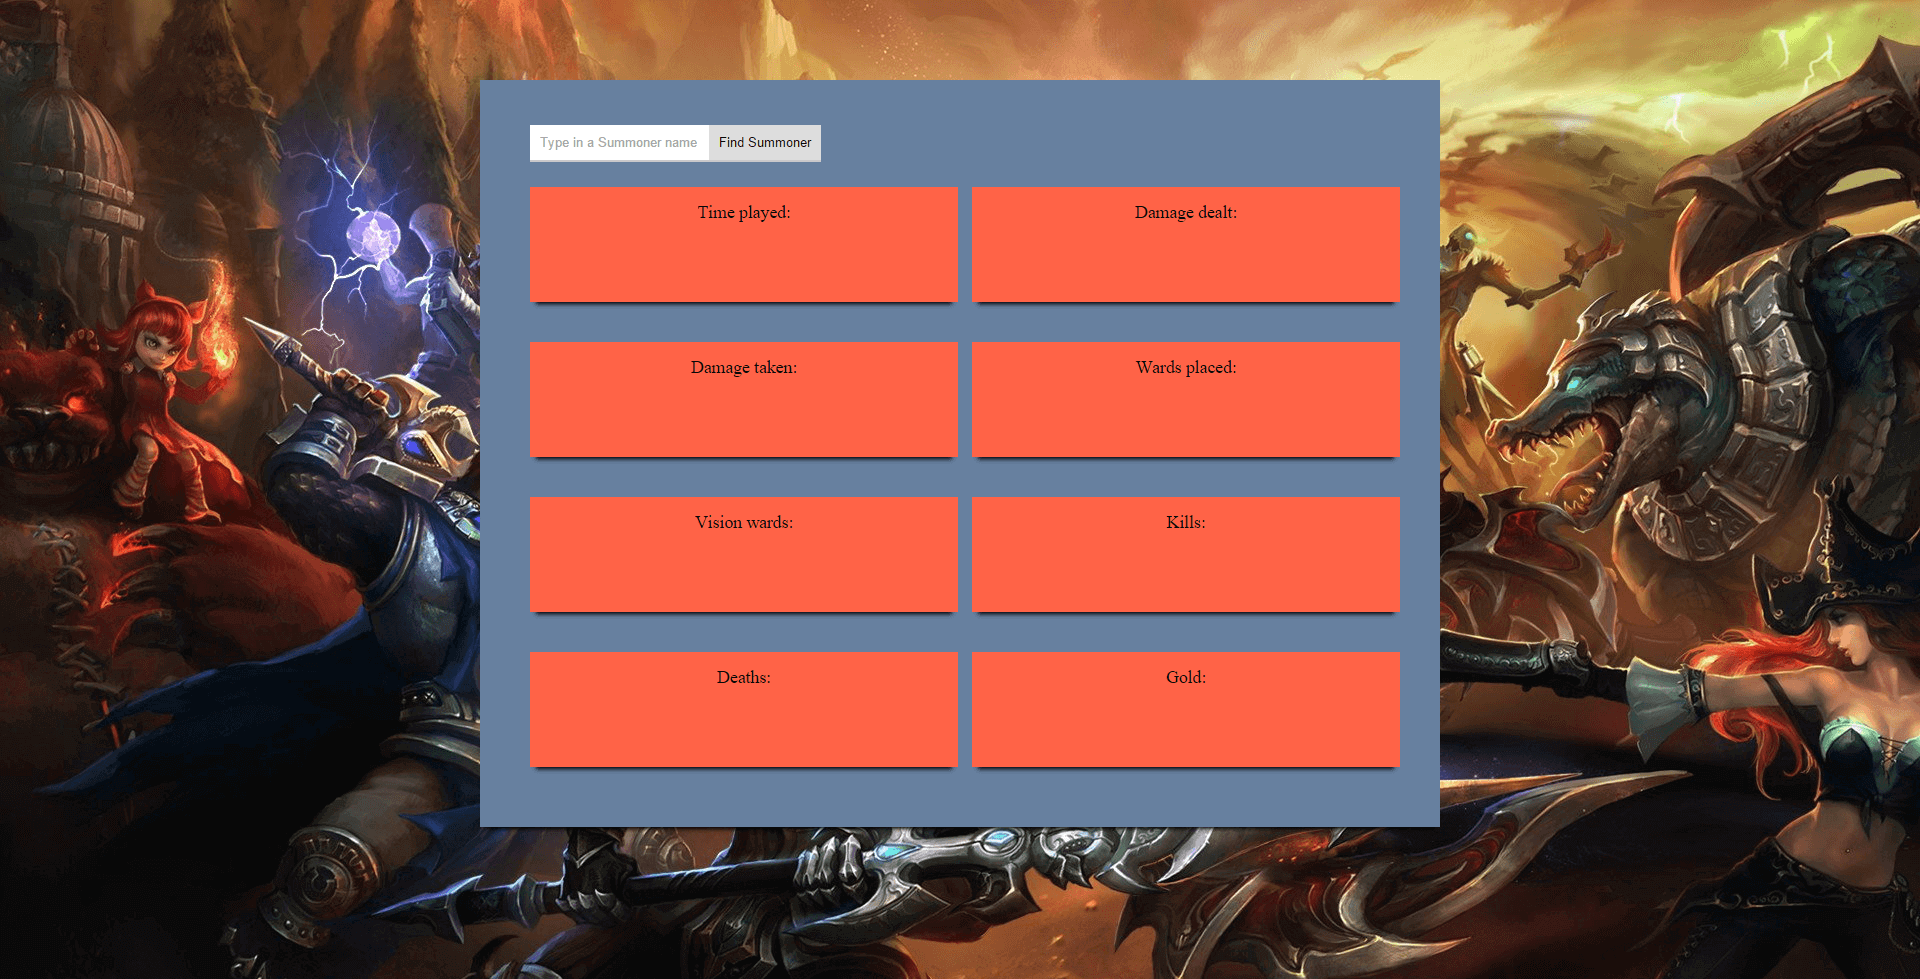 Type in a Summoner name
Find Summoner
Time played:
Damage dealt:
Damage taken:
Wards placed:
Vision wards:
Kills:
Deaths:
Gold: